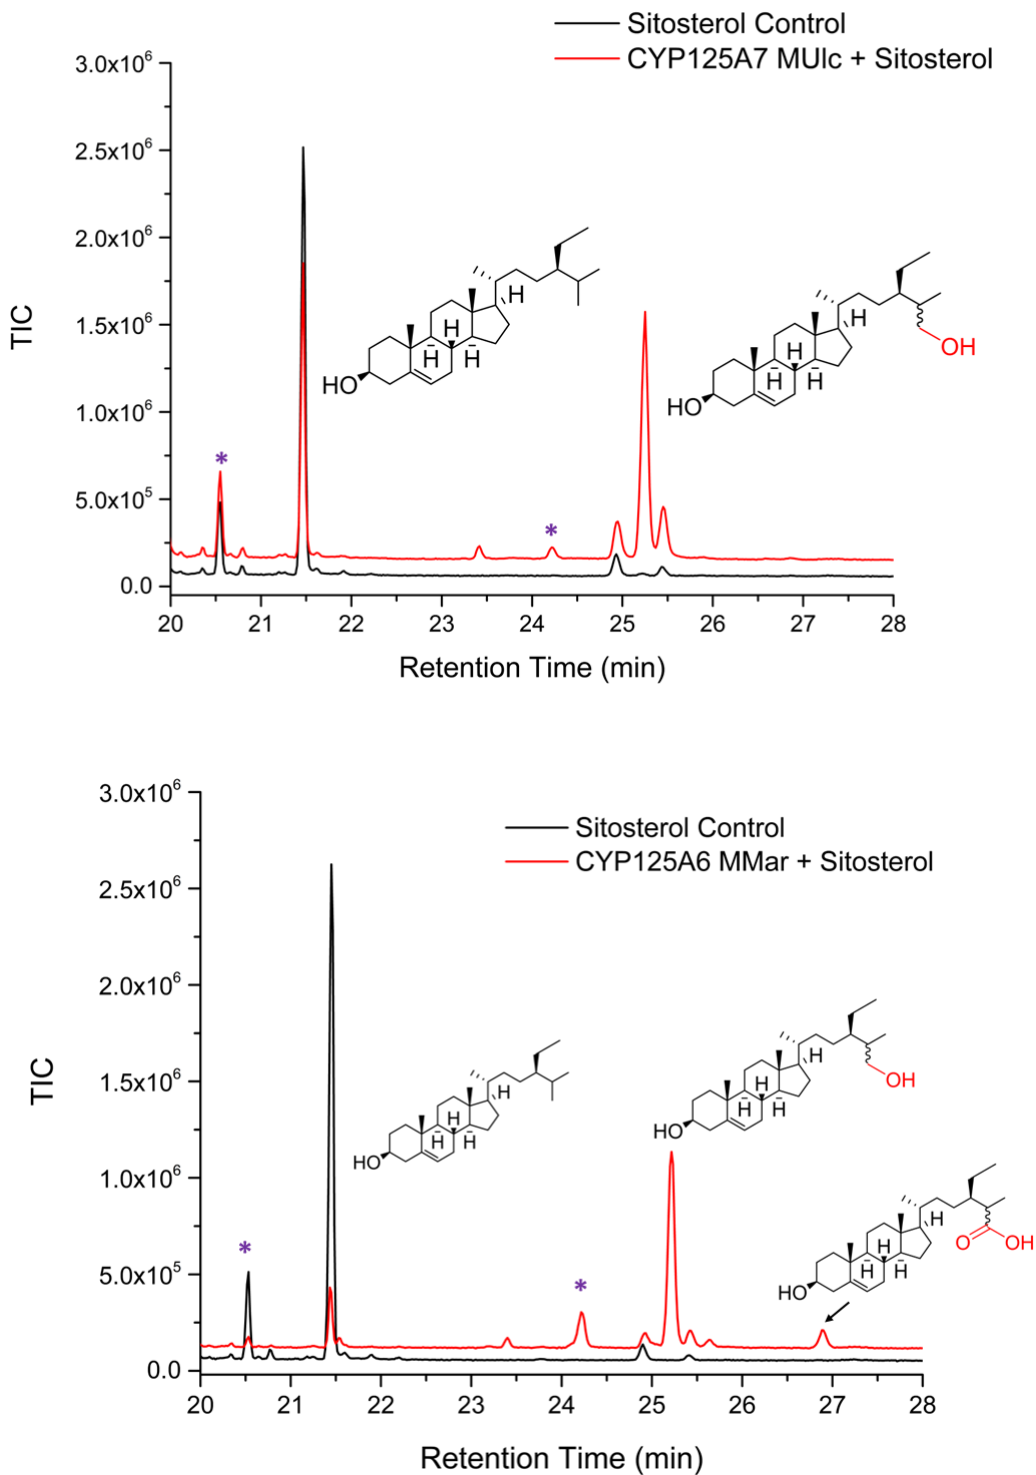 Sitosterol Control
CYP125A7 MUlc + Sitosterol
3.0x10⁶
2.5x10⁶
2.0x10⁶
1.5x10⁶
1.0x10⁶
5.0x10⁵
0.0
TIC
*
*
HO
H
H
H
H
HO
H
H
H
H
OH
20 21 22 23 24 25 26 27 28
Retention Time (min)
3.0x10⁶
2.5x10⁶
2.0x10⁶
1.5x10⁶
1.0x10⁶
5.0x10⁵
0.0
TIC
Sitosterol Control
CYP125A6 MMar + Sitosterol
*
*
HO
H
H
H
H
HO
H
H
H
H
OH
HO
H
H
H
H
O
OH
20 21 22 23 24 25 26 27 28
Retention Time (min)